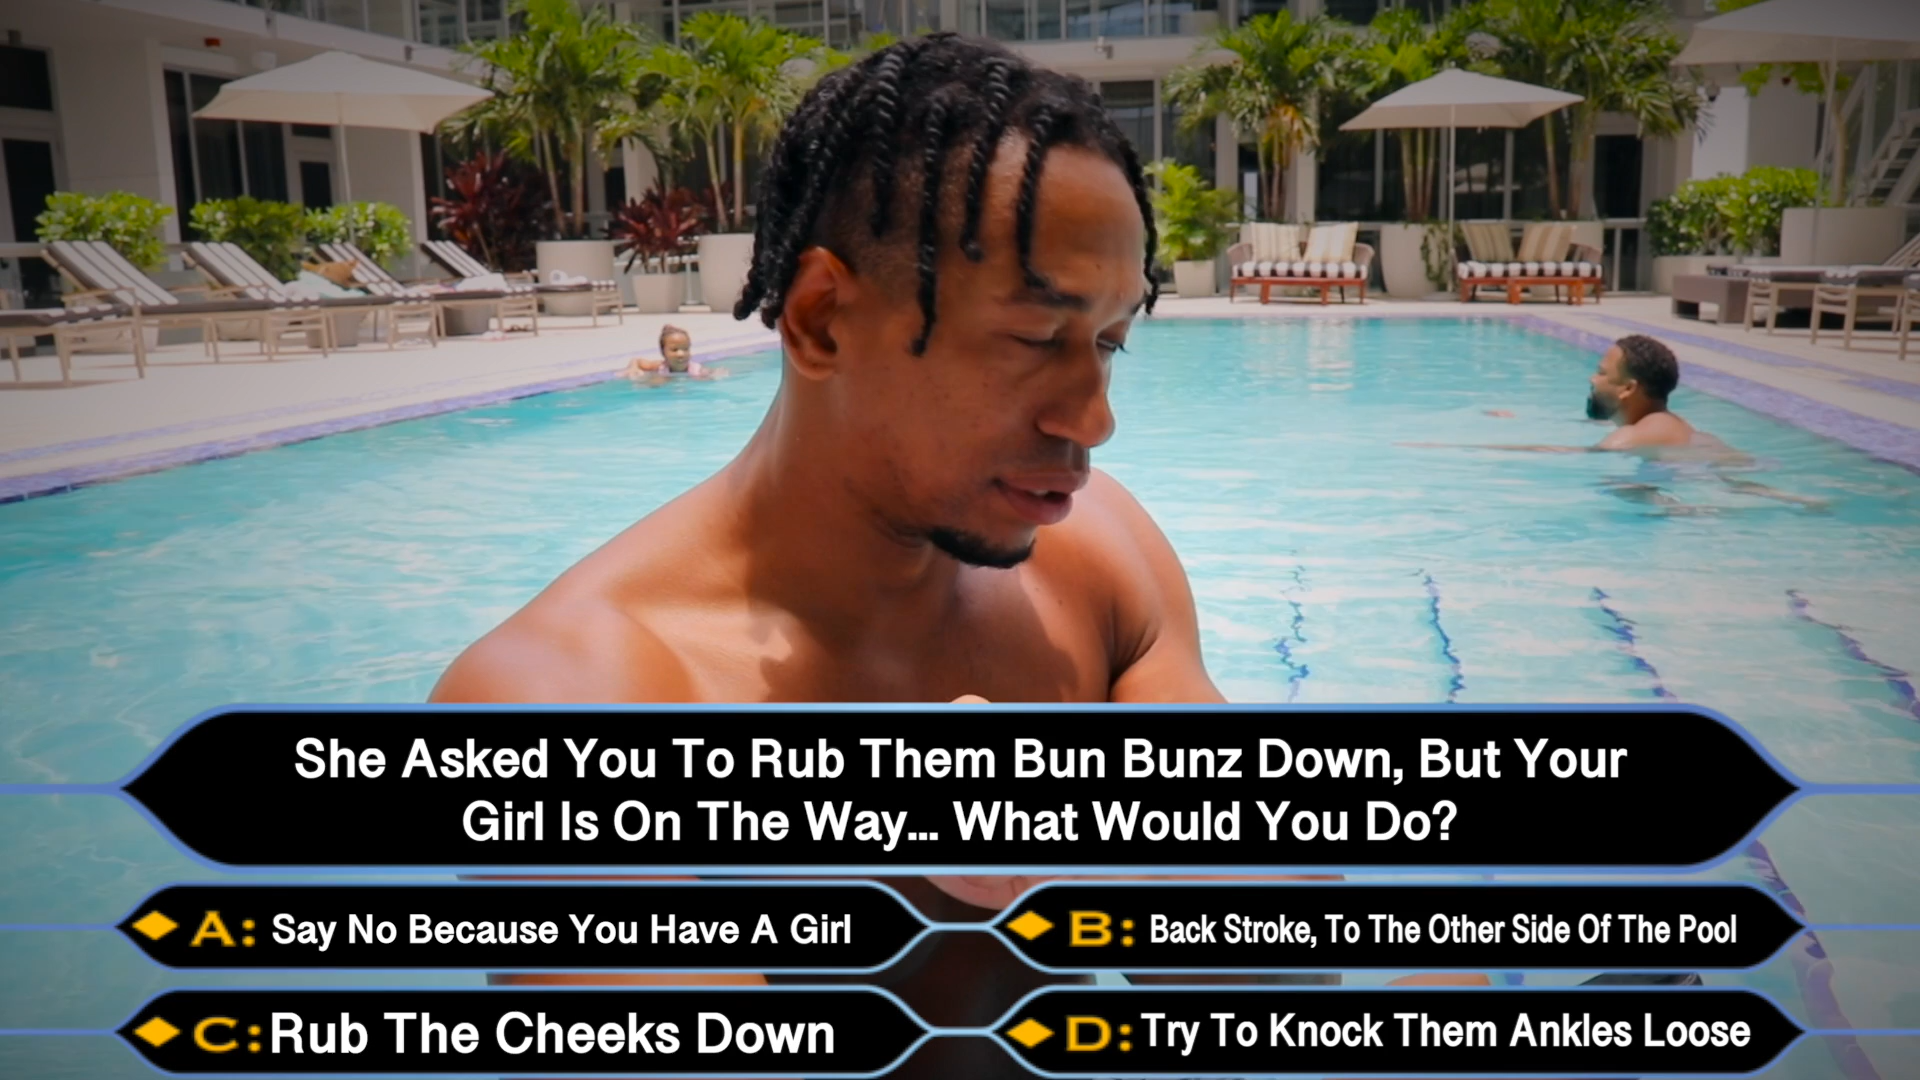 She Asked You To Rub Them Bun Bunz Down, But Your
Girl Is On The Way... What Would You Do?
A: Say No Because You Have A Girl
B: Back Stroke, To The Other Side Of The Pool
C: Rub The Cheeks Down
D: Try To Knock Them Ankles Loose